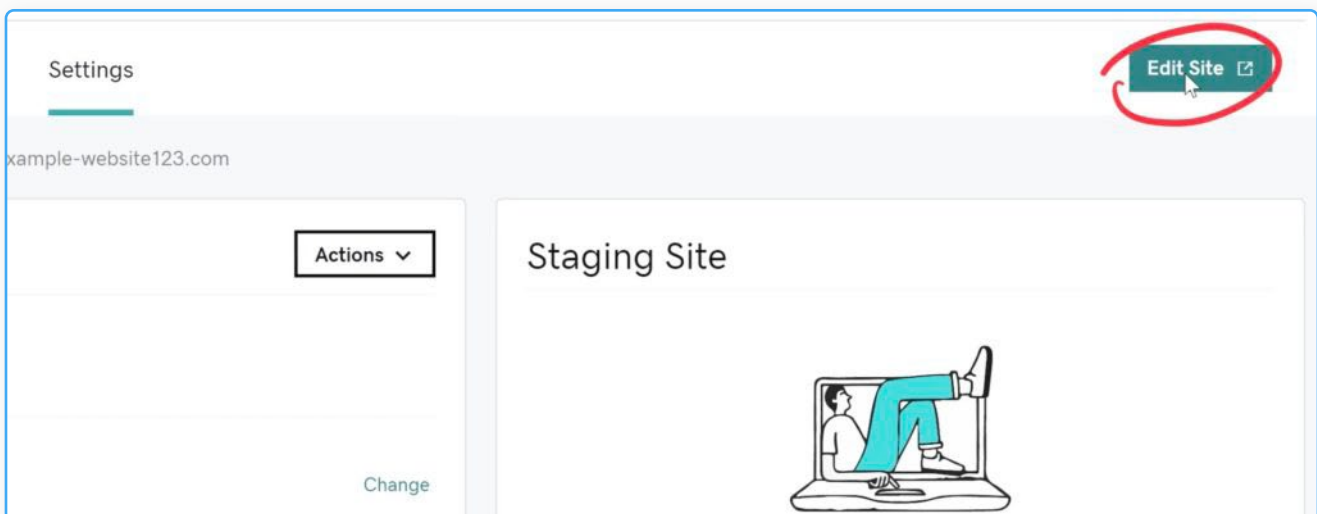 Settings
Edit Site
xample-website123.com
Actions
Staging Site
Change